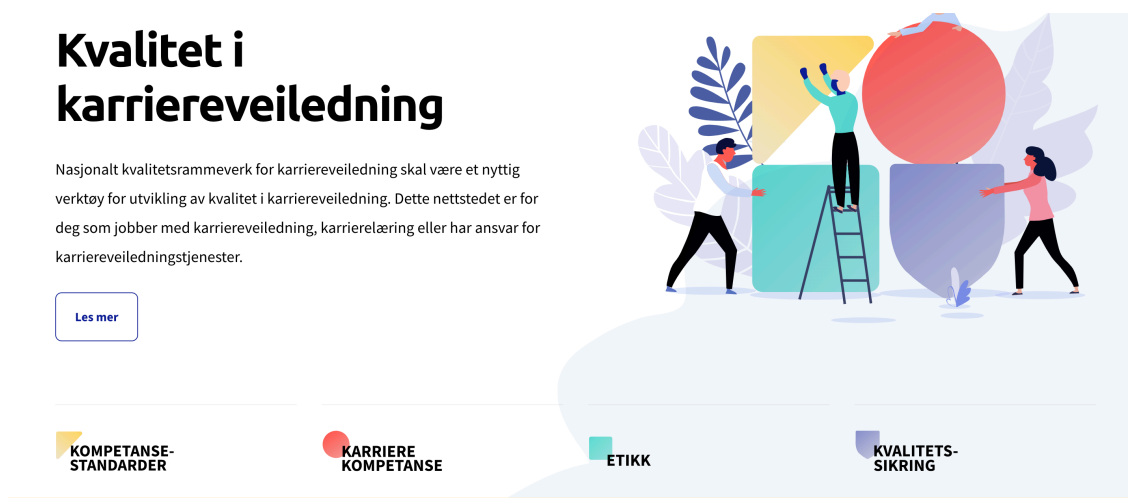 Kvalitet i
karriereveiledning
Nasjonalt kvalitetsrammeverk for karriereveiledning skal være et nyttig
verktøy for utvikling av kvalitet i karriereveiledning. Dette nettstedet er for
deg som jobber med karriereveiledning, karrierelæring eller har ansvar for
karriereveiledningstjenester.
Les mer
KOMPETANSE-
STANDARDER
KARRIERE
KOMPETANSE
ETIKK
KVALITETS-
SIKRING